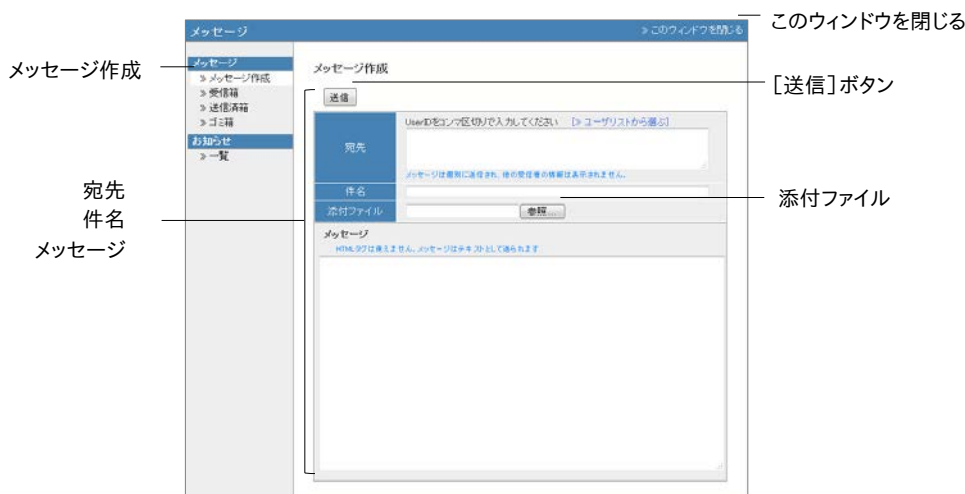 このウィンドウを閉じる
メッセージ
» このウィンドウを閉じる
メッセージ作成
メッセージ
» メッセージ作成
» 受信箱
» 送信済箱
» ゴミ箱
お知らせ
» 一覧
メッセージ作成
［送信］ボタン
送信
UserIDをコンマ区切りで入力してください [» ユーザリストから選ぶ]
宛先
メッセージは個別に送信され、他の受信者の情報は表示されません。
宛先
件名
メッセージ
件名
添付ファイル
添付ファイル
参照...
メッセージ
HTMLタグは使えません。メッセージはテキストとして送られます